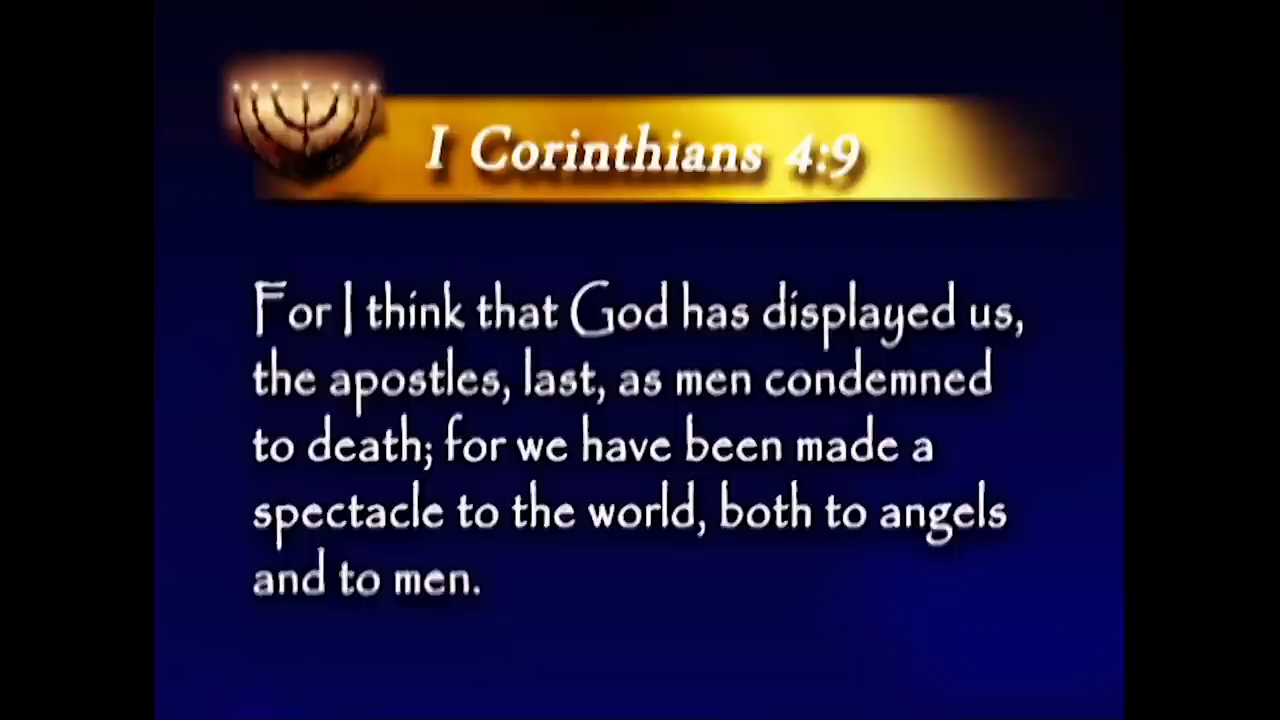 I Corinthians 4:9
For I think that God has displayed us,
the apostles, last, as men condemned
to death; for we have been made a
spectacle to the world, both to angels
and to men.